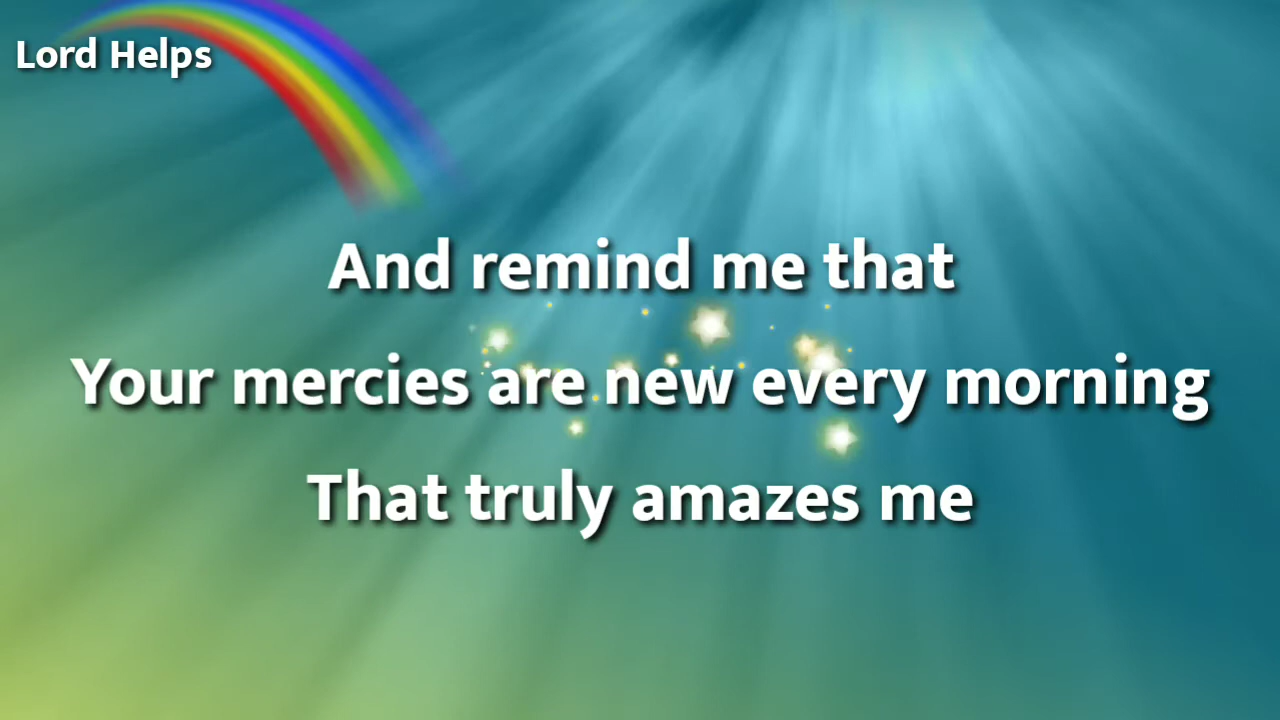 Lord Helps
And remind me that
Your mercies are new every morning
That truly amazes me